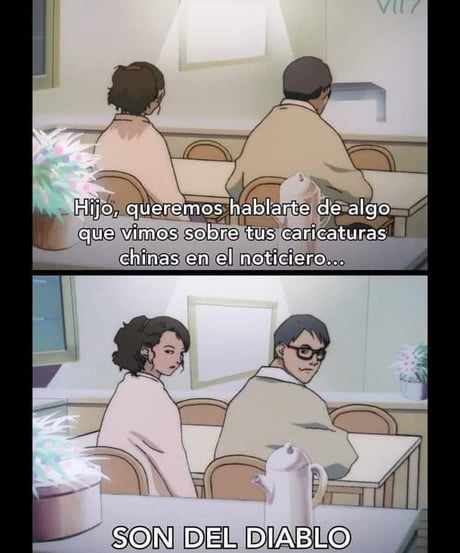 Hijo, queremos hablarte de algo
que vimos sobre tus caricaturas
chinas en el noticiero...
SON DEL DIABLO